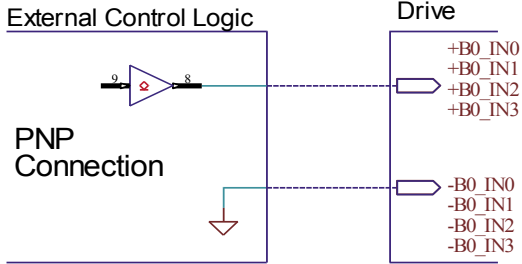 External Control Logic
Drive
9
8
+B0_IN0
+B0_IN1
+B0_IN2
+B0_IN3
PNP
Connection
-B0_IN0
-B0_IN1
-B0_IN2
-B0_IN3